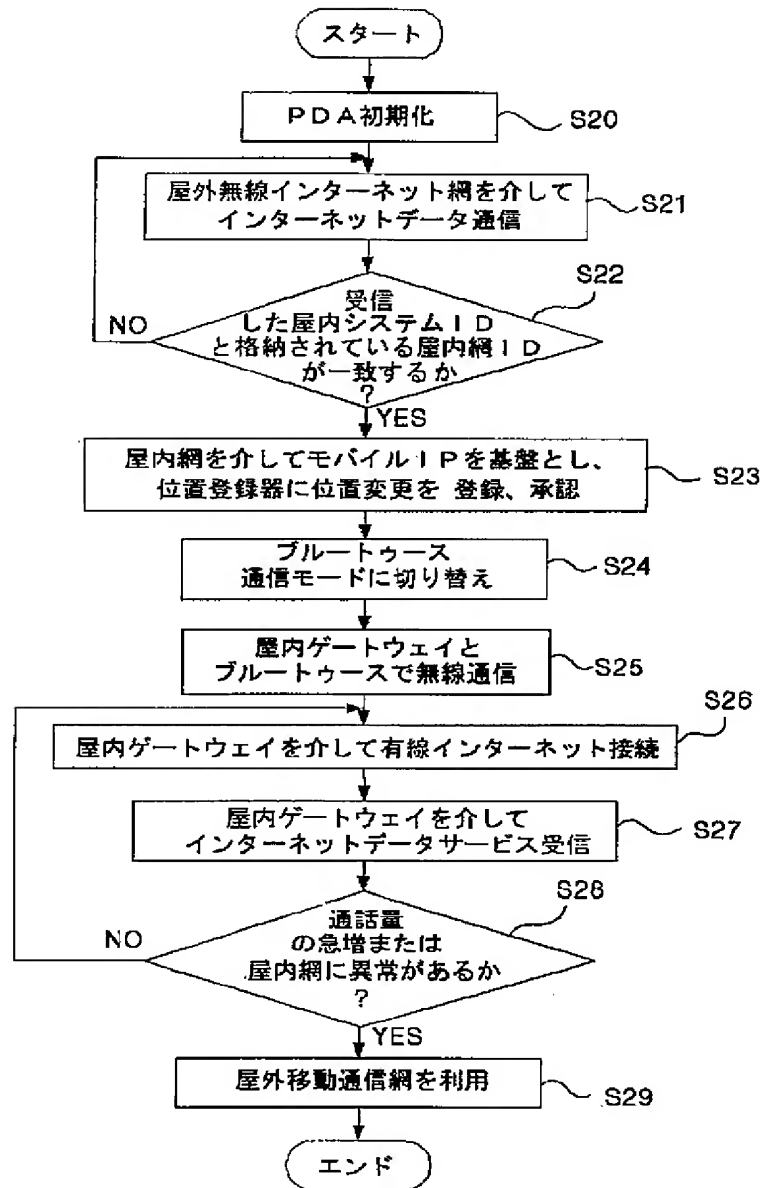 スタート
PDA初期化
S20
屋外無線インターネット網を介して
インターネットデータ通信
S21
S22
受信
した屋内システムID
と格納されている屋内網ID
が一致するか
?
NO
YES
屋内網を介してモバイルIPを基盤とし、
位置登録器に位置変更を 登録、承認
S23
ブルートゥース
通信モードに切り替え
S24
屋内ゲートウェイと
ブルートゥースで無線通信
S25
S26
屋内ゲートウェイを介して有線インターネット接続
屋内ゲートウェイを介して
インターネットデータサービス受信
S27
S28
通話量
の急増または
屋内網に異常があるか
?
NO
YES
屋外移動通信網を利用
S29
エンド